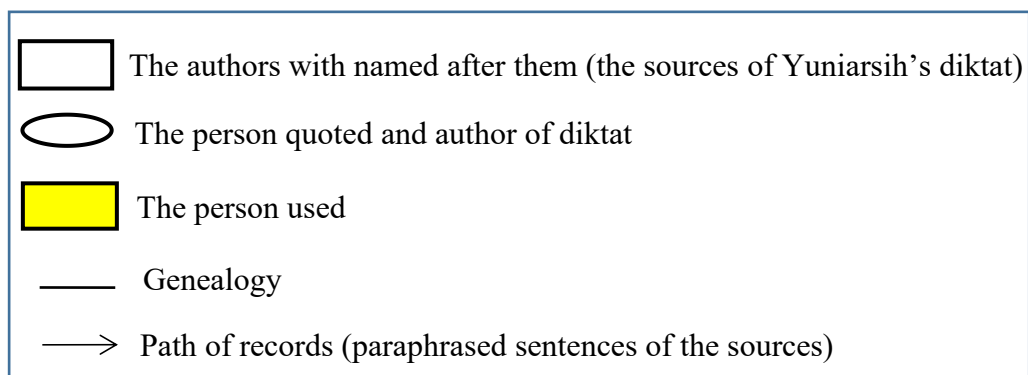 The authors with named after them (the sources of Yuniarsih’s diktat)
The person quoted and author of diktat
The person used
Genealogy
Path of records (paraphrased sentences of the sources)